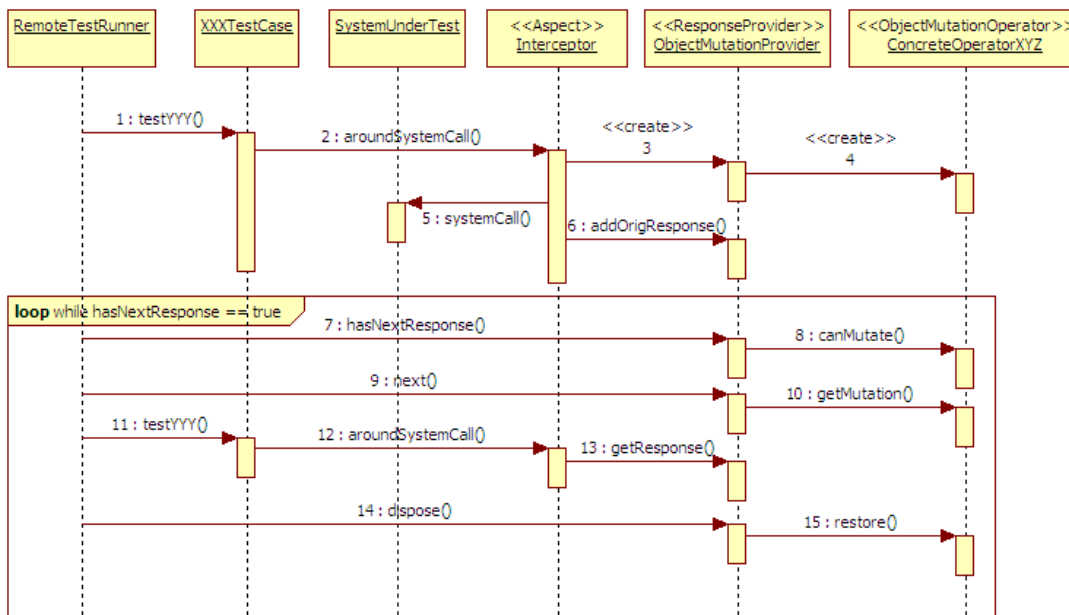 RemoteTestRunner
XXXTestCase
SystemUnderTest
<<Aspect>>
Interceptor
<<ResponseProvider>>
ObjectMutationProvider
<<ObjectMutationOperator>>
ConcreteOperatorXYZ
1 : testYYY()
2 : aroundSystemCall()
<<create>>
3
<<create>>
4
5 : systemCall()
6 : addOrigResponse()
loop while hasNextResponse == true
7 : hasNextResponse()
8 : canMutate()
9 : next()
10 : getMutation()
11 : testYYY()
12 : aroundSystemCall()
13 : getResponse()
14 : dispose()
15 : restore()